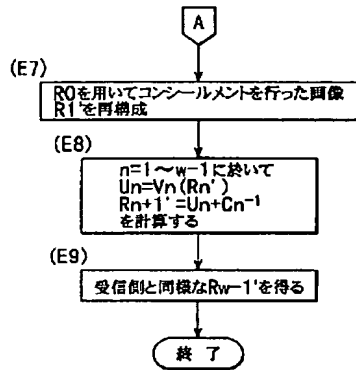 A
(E7)
R0を用いてコンシールメントを行った画像
R1'を再構成
(E8)
n=1～w-1に於いて
Un=Vn(Rn')
Rn+1'=Un+Cn⁻¹
を計算する
(E9)
受信側と同様なRw-1'を得る
終了